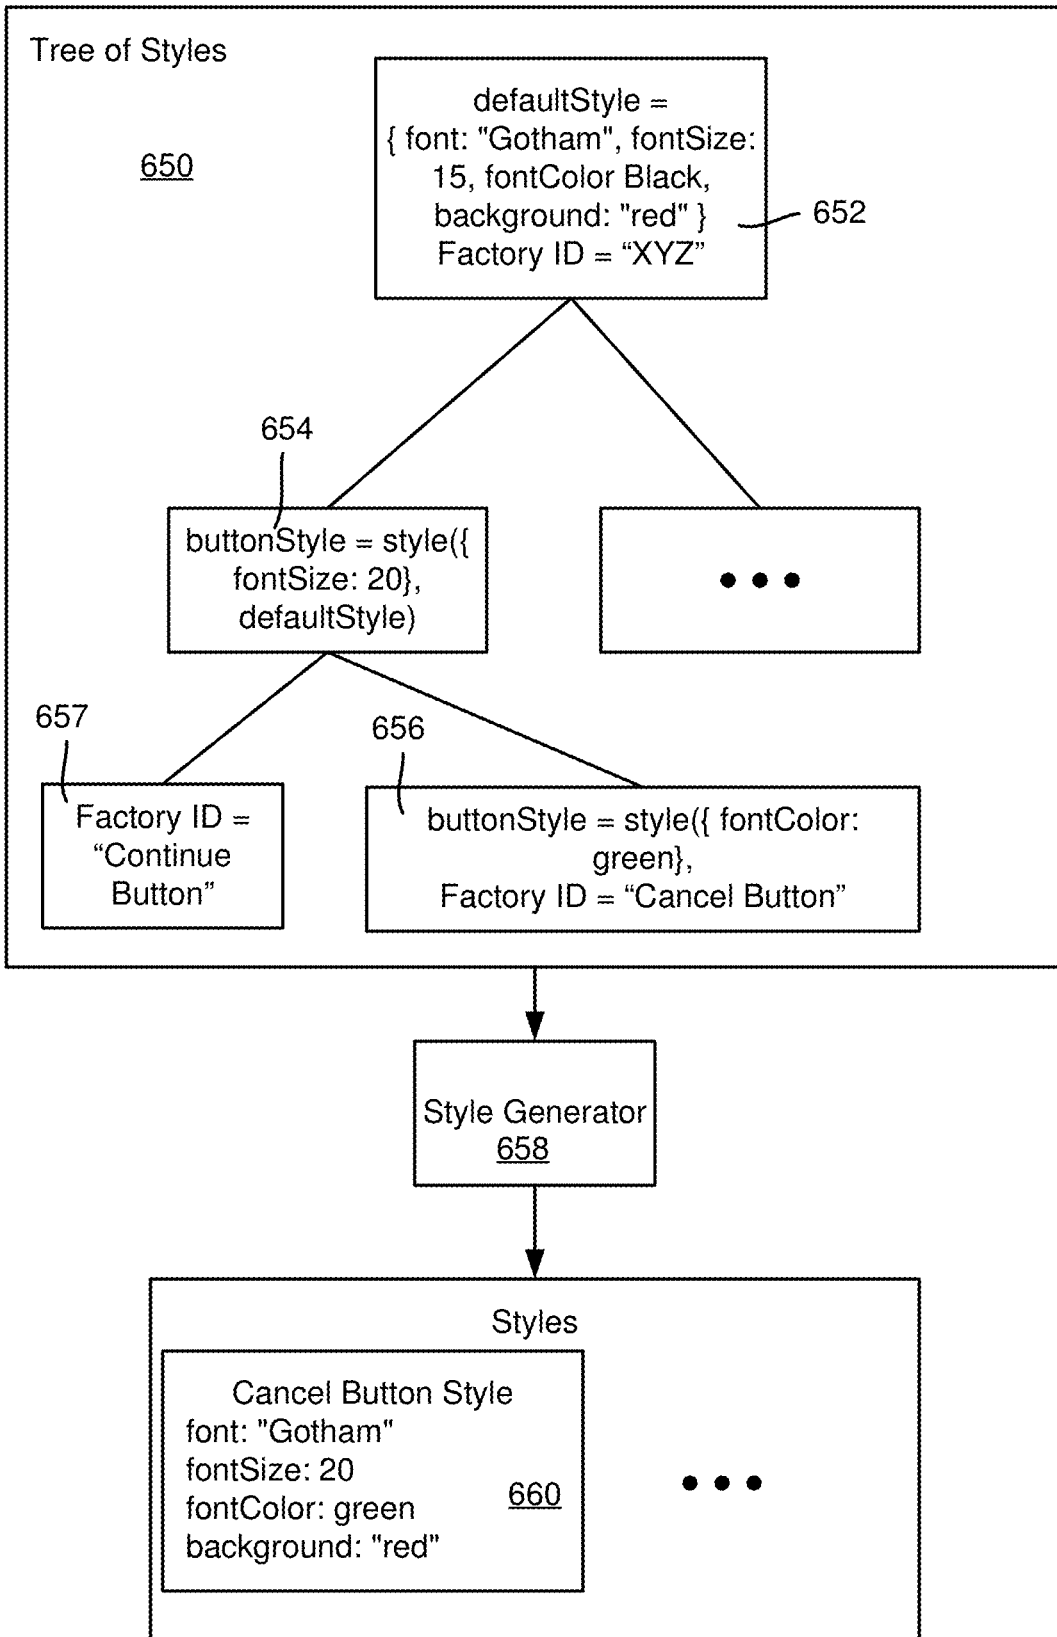 Tree of Styles
650
defaultStyle =
{ font: "Gotham", fontSize:
15, fontColor Black,
background: "red" }
Factory ID = “XYZ”
652
654
buttonStyle = style({
fontSize: 20},
defaultStyle)
657
656
Factory ID =
“Continue
Button”
buttonStyle = style({ fontColor:
green},
Factory ID = “Cancel Button”
Style Generator
658
Styles
Cancel Button Style
font: "Gotham"
fontSize: 20
fontColor: green
background: "red"
660